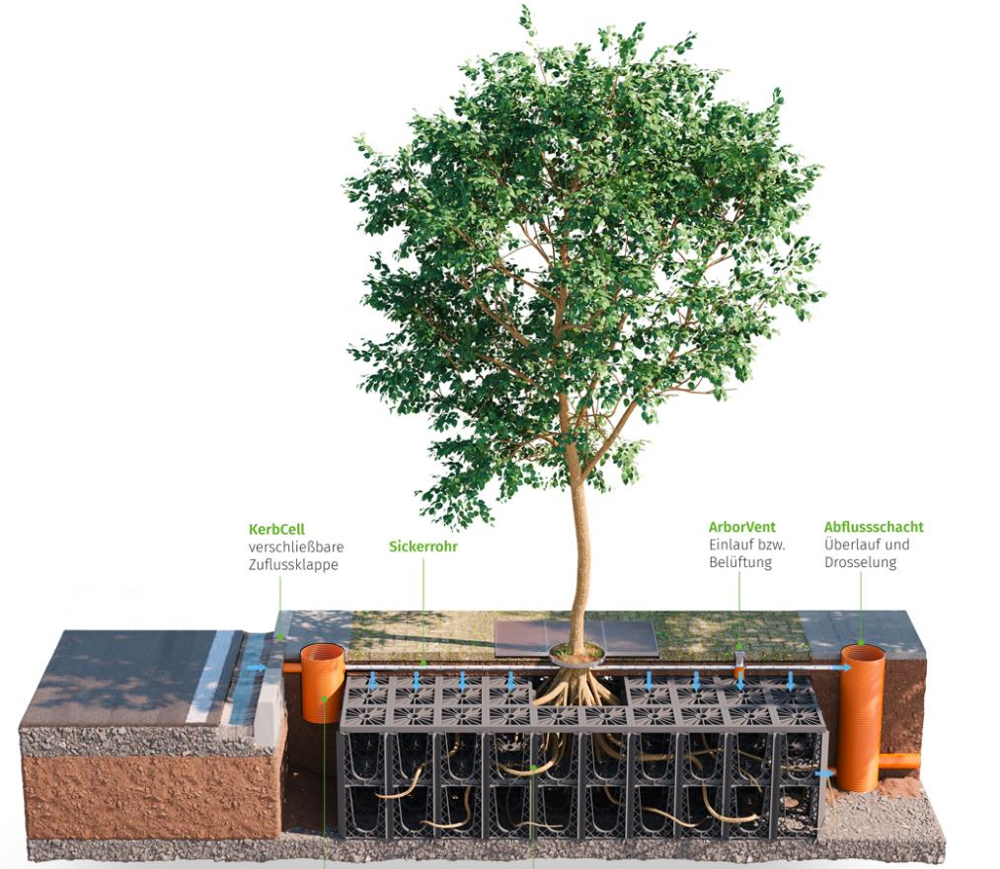 KerbCell
verschließbare
Zuflussklappe
Sickerrohr
ArborVent
Einlauf bzw.
Belüftung
Abflussschacht
Überlauf und
Drosselung